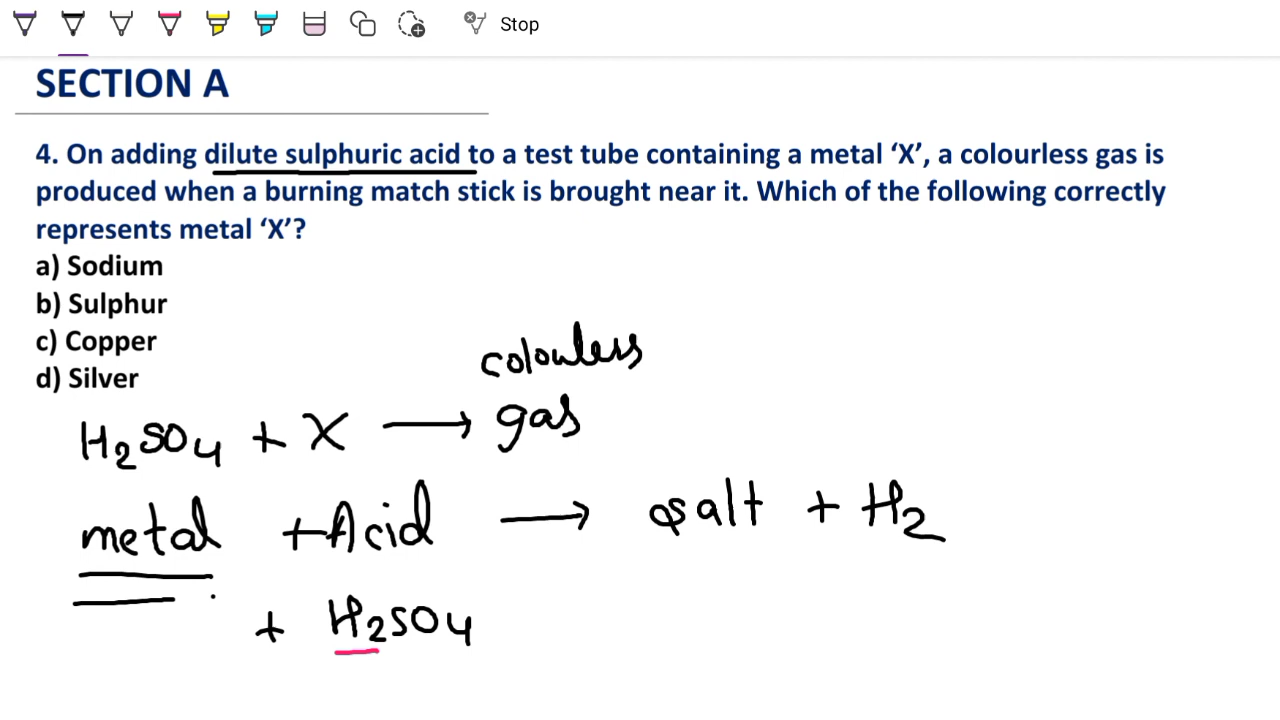 Stop
SECTION A
4. On adding dilute sulphuric acid to a test tube containing a metal ‘X’, a colourless gas is
produced when a burning match stick is brought near it. Which of the following correctly
represents metal ‘X’?
a) Sodium
b) Sulphur
c) Copper
d) Silver
colourless
H2SO4 + X → gas
metal + Acid → salt + H2
+ H2SO4